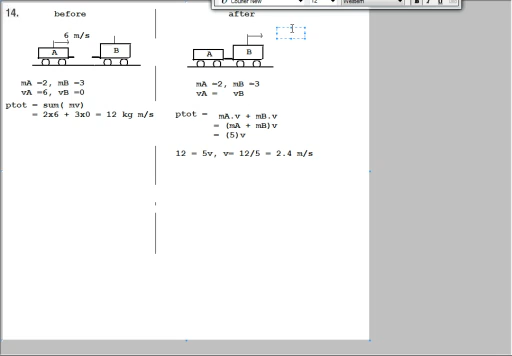 Courier New 12 Western B I U
14. before after
6 m/s
A B A B
mA =2, mB =3
vA =6, vB =0
ptot = sum( mv)
= 2x6 + 3x0 = 12 kg m/s
mA =2, mB =3
vA = vB
ptot = mA.v + mB.v
= (mA + mB)v
= (5)v
12 = 5v, v= 12/5 = 2.4 m/s